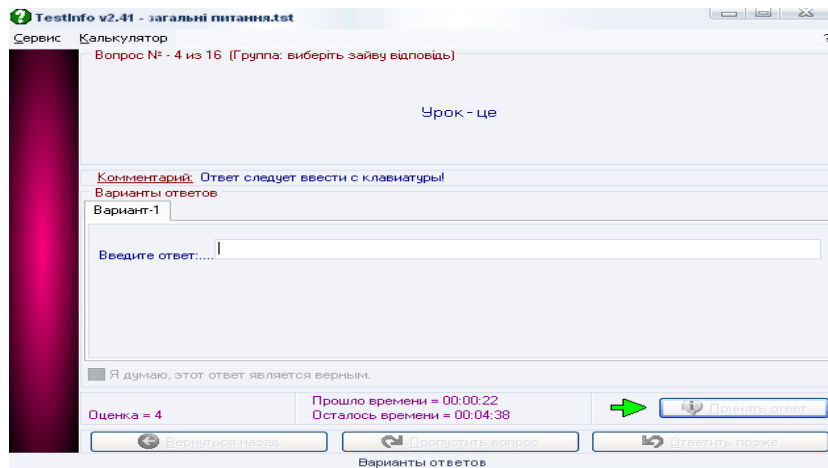 TestInfo v2.41 - загальні питання.tst
Сервис Калькулятор ?
Вопрос № - 4 из 16 (Группа: виберіть зайву відповідь)
Урок - це
Комментарий: Ответ следует ввести с клавиатуры!
Варианты ответов
Вариант-1
Введите ответ:....
Я думаю, этот ответ является верным.
Прошло времени = 00:00:22
Оценка = 4
Осталось времени = 00:04:38
Принять ответ
Вернуться назад
Пропустить вопрос
Ответить позже
Варианты ответов